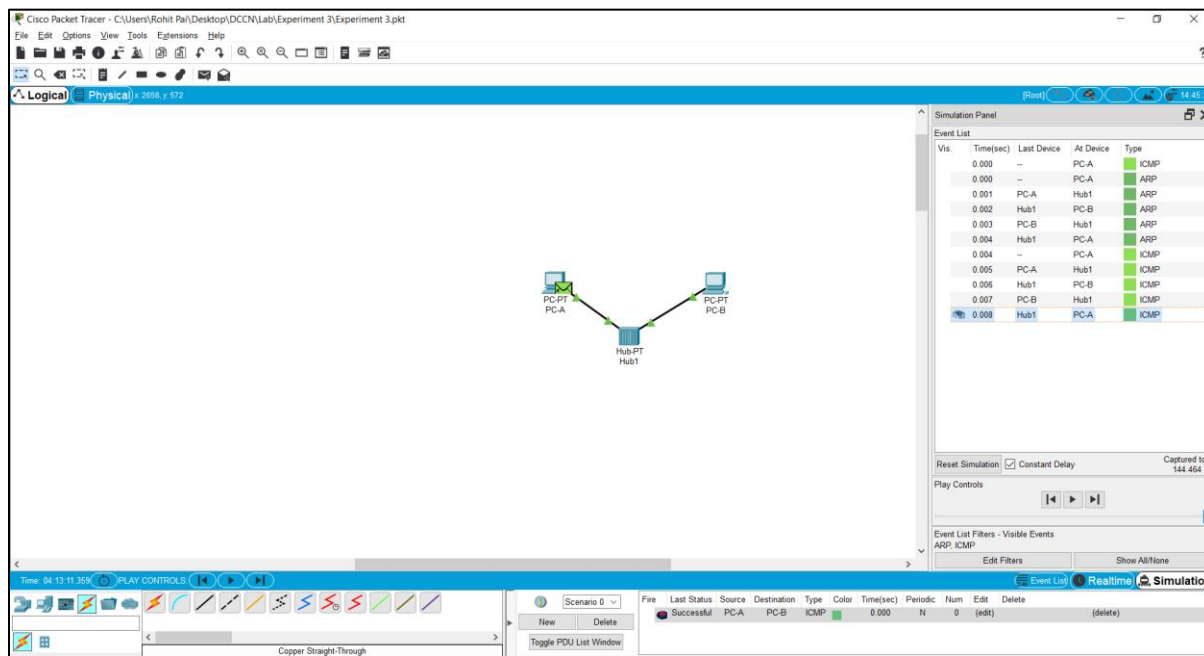 Cisco Packet Tracer - C:\Users\Rohit Pai\Desktop\DCCN\Lab\Experiment 3\Experiment 3.pkt
File Edit Options View Tools Extensions Help
Logical Physical x: 2658, y: 572 [Root] 14:45:
Simulation Panel
Event List
Vis. Time(sec) Last Device At Device Type
0.000 -- PC-A ICMP
0.000 -- PC-A ARP
0.001 PC-A Hub1 ARP
0.002 Hub1 PC-B ARP
0.003 PC-B Hub1 ARP
0.004 Hub1 PC-A ARP
0.004 -- PC-A ICMP
0.005 PC-A Hub1 ICMP
0.006 Hub1 PC-B ICMP
0.007 PC-B Hub1 ICMP
0.008 Hub1 PC-A ICMP
PC-PT
PC-A
PC-PT
PC-B
Hub-PT
Hub1
Reset Simulation Constant Delay Captured to
144.464
Play Controls
Event List Filters - Visible Events
ARP, ICMP
Edit Filters Show All/None
Time: 04:13:11.359 PLAY CONTROLS: Event List Realtime Simulatio
Scenario 0
New Delete
Toggle PDU List Window
Fire Last Status Source Destination Type Color Time(sec) Periodic Num Edit Delete
Successful PC-A PC-B ICMP 0.000 N 0 (edit) (delete)
Copper Straight-Through